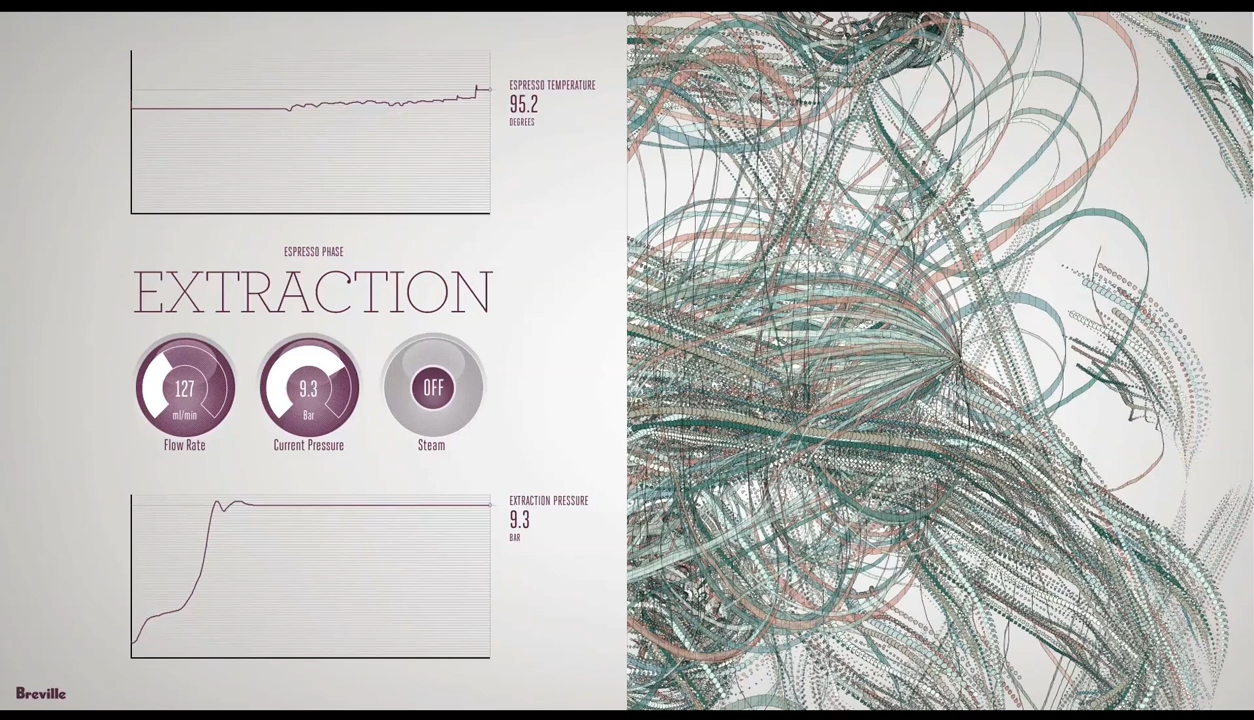 ESPRESSO TEMPERATURE
95.2
DEGREES
ESPRESSO PHASE
EXTRACTION
127
ml/min
Flow Rate
9.3
Bar
Current Pressure
OFF
Steam
EXTRACTION PRESSURE
9.3
BAR
Breville